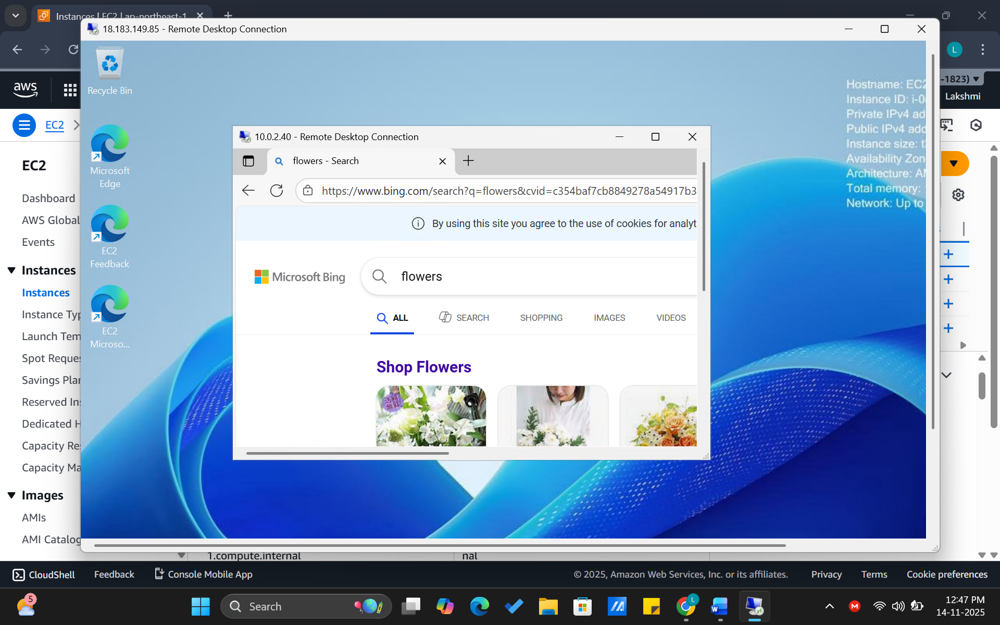 Instances | EC2 | ap-northeast-1
18.183.149.85 - Remote Desktop Connection
L
aws
-1823)
Lakshmi
EC2
EC2
Dashboard
AWS Global
Events
Instances
Instances
Instance Typ
Launch Tem
Spot Reques
Savings Plan
Reserved Ins
Dedicated H
Capacity Res
Capacity Ma
Images
AMIs
AMI Catalog
Recycle Bin
Microsoft
Edge
EC2
Feedback
EC2
Microso...
Hostname: EC2
Instance ID: i-0
Private IPv4 ad
Public IPv4 add
Instance size: t
Availability Zon
Architecture: AM
Total memory:
Network: Up to
10.0.2.40 - Remote Desktop Connection
flowers - Search
https://www.bing.com/search?q=flowers&cvid=c354baf7cb8849278a54917b3
By using this site you agree to the use of cookies for analyt
Microsoft Bing
flowers
ALL SEARCH SHOPPING IMAGES VIDEOS
Shop Flowers
1.compute.internal
nal
CloudShell Feedback Console Mobile App © 2025, Amazon Web Services, Inc. or its affiliates. Privacy Terms Cookie preferences
5
Search
L
W
M
12:47 PM
14-11-2025